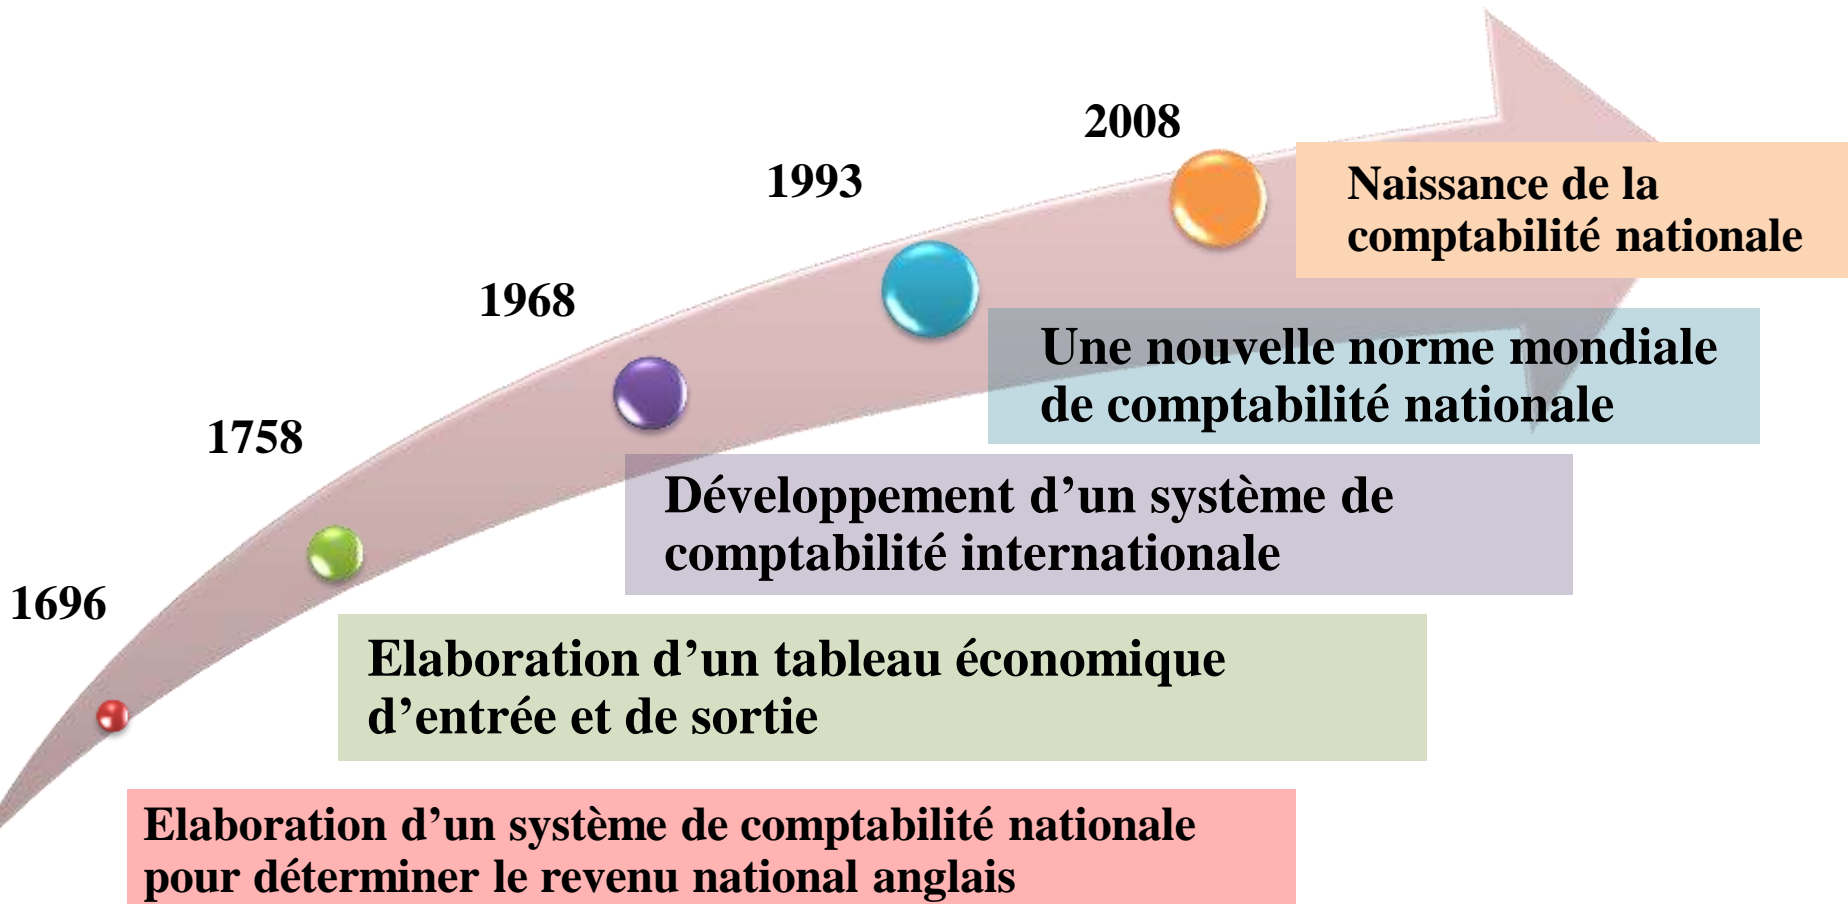 2008
1993
Naissance de la
comptabilité nationale
1968
Une nouvelle norme mondiale
de comptabilité nationale
1758
Développement d’un système de
comptabilité internationale
1696
Elaboration d’un tableau économique
d’entrée et de sortie
Elaboration d’un système de comptabilité nationale
pour déterminer le revenu national anglais